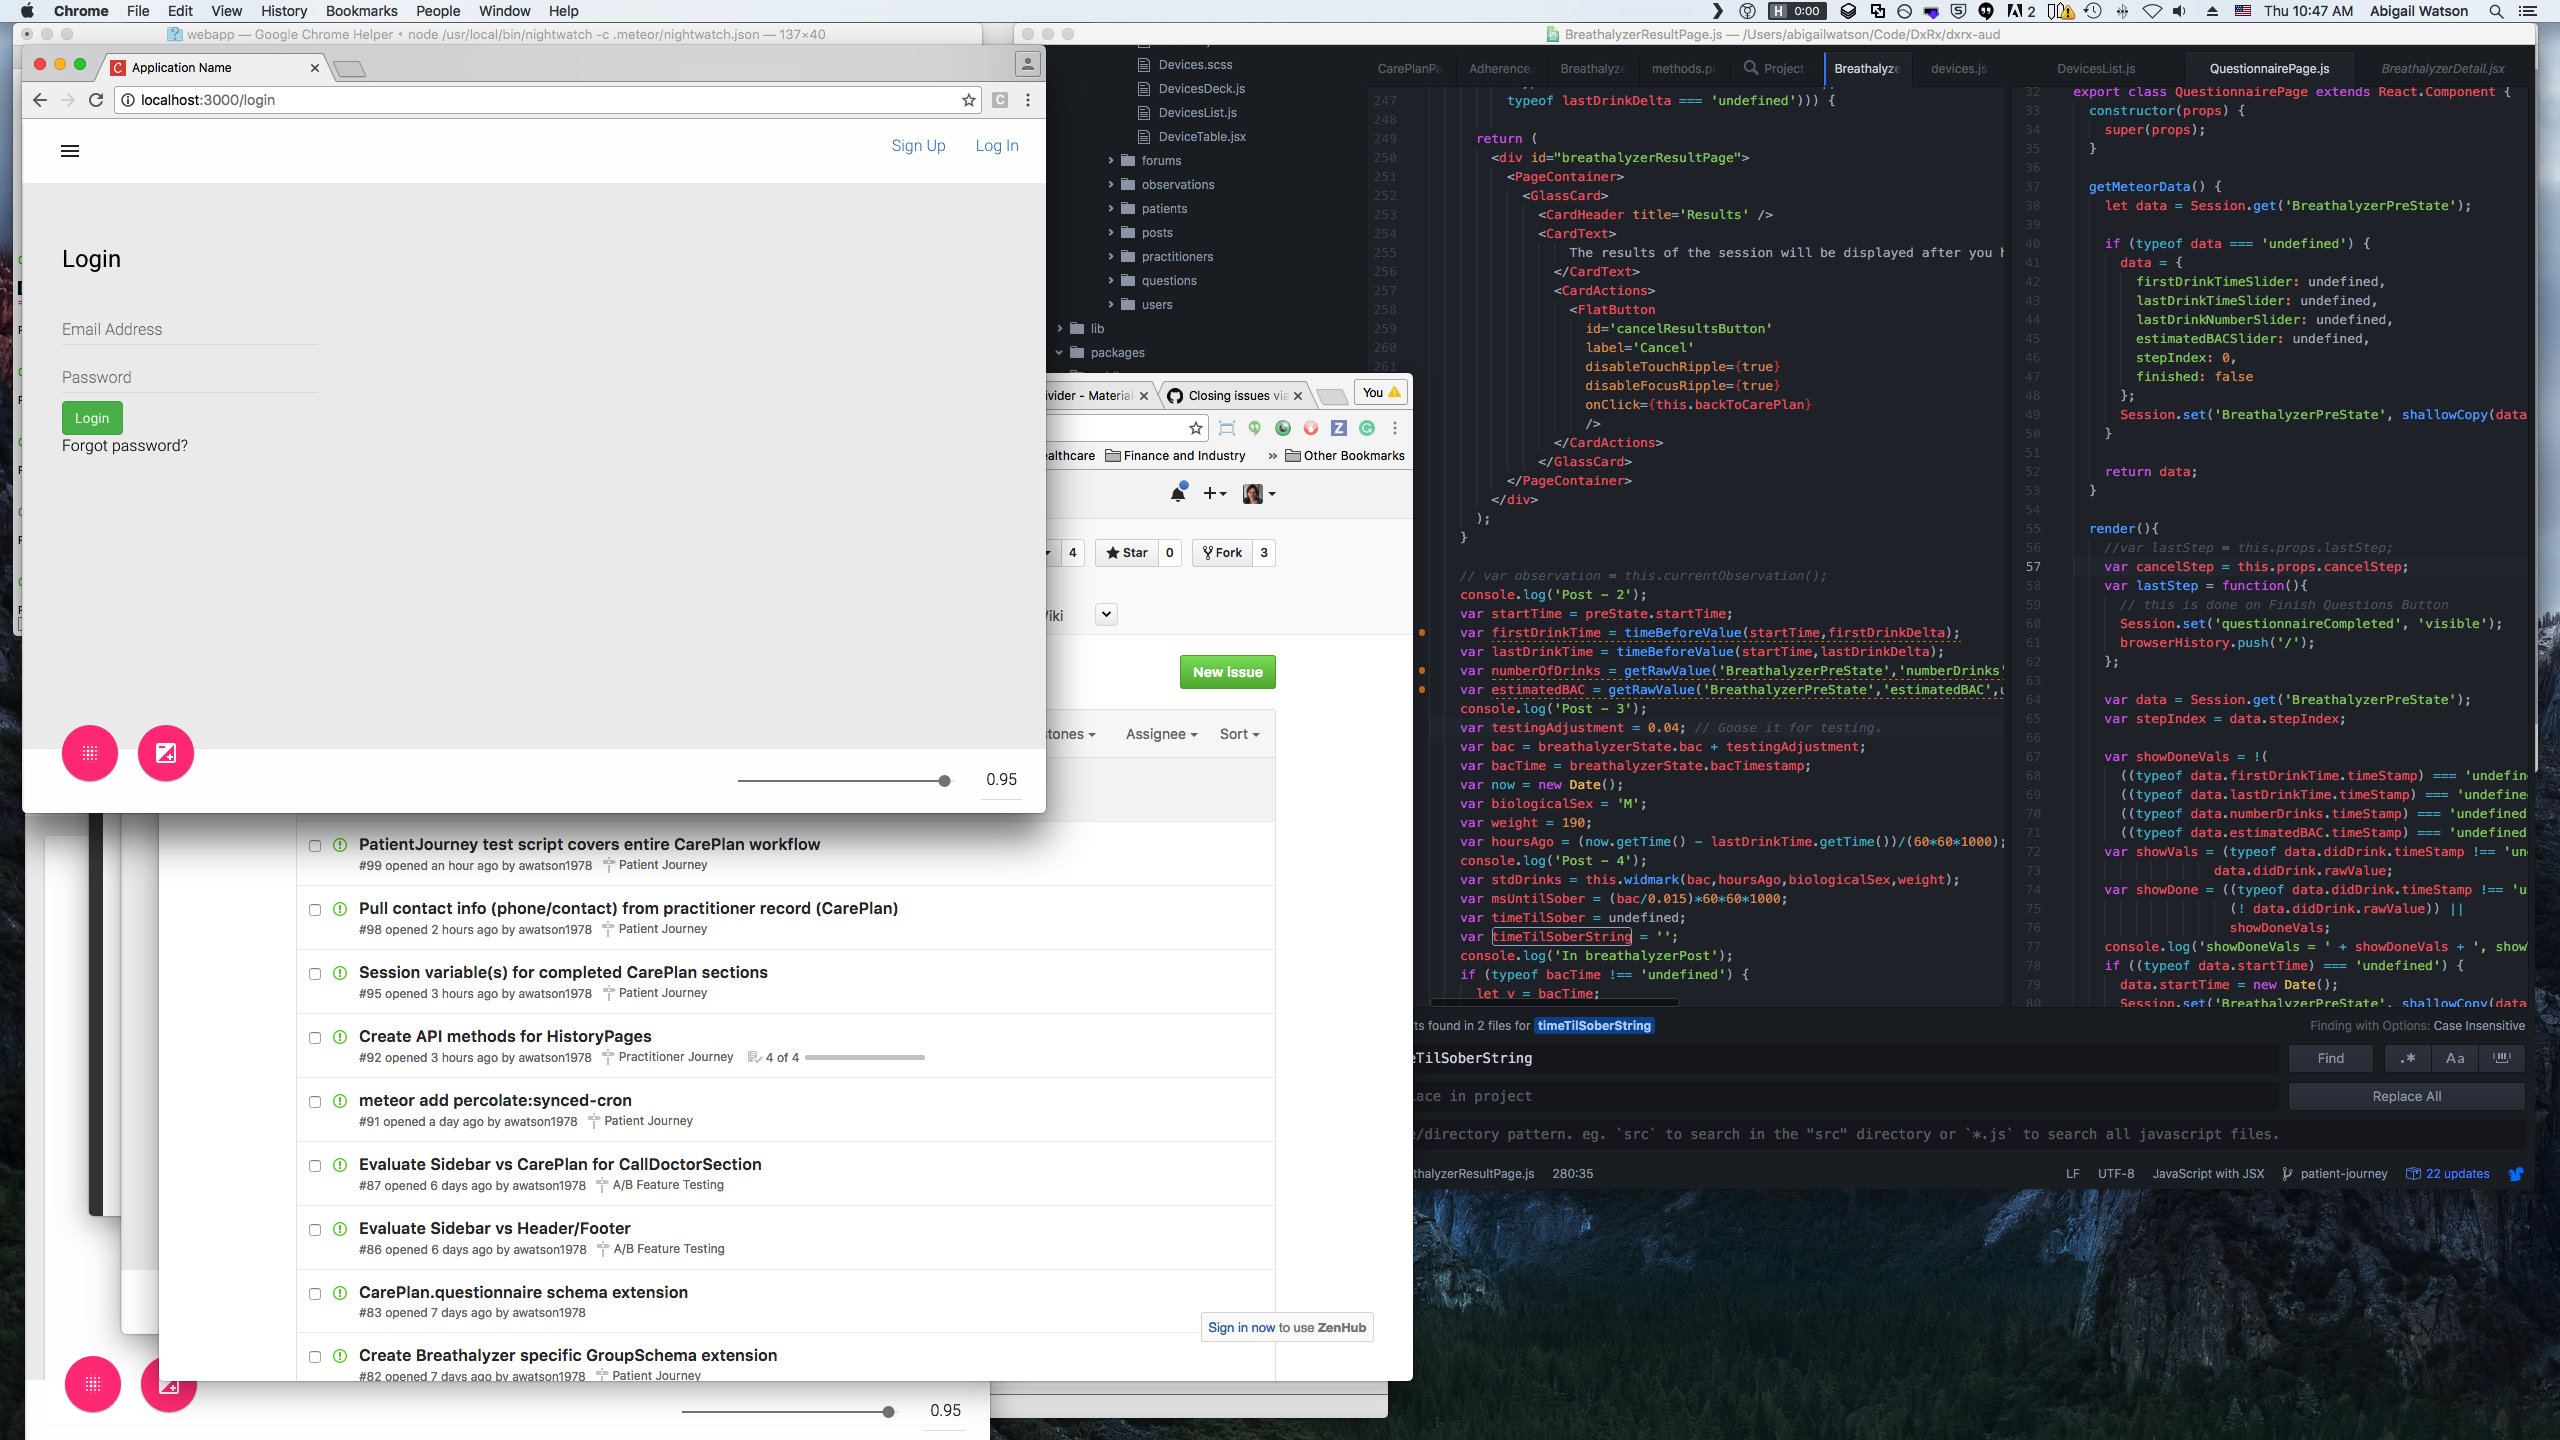 Chrome File Edit View History Bookmarks People Window Help
H 0:00
2
Thu 10:47 AM Abigail Watson
webapp — Google Chrome Helper • node /usr/local/bin/nightwatch -c .meteor/nightwatch.json — 137×40
Application Name
localhost:3000/login
Sign Up Log In
Login
Email Address
Password
Login
Forgot password?
0.95
BreathalyzerResultPage.js — /Users/abigailwatson/Code/DxRx/dxrx-aud
Devices.scss
DevicesDeck.js
DevicesList.js
DeviceTable.jsx
forums
observations
patients
posts
practitioners
questions
users
lib
packages
CarePlanPa Adherence. Breathalyze methods.pr Project Breathalyze devices.js DevicesList.js QuestionnairePage.js BreathalyzerDetail.jsx
247 typeof lastDrinkDelta === 'undefined'))) {
248
249 return (
250 <div id="breathalyzerResultPage">
251 <PageContainer>
252 <GlassCard>
253 <CardHeader title='Results' />
254 <CardText>
255 The results of the session will be displayed after you h
256 </CardText>
257 <CardActions>
258 <FlatButton
259 id='cancelResultsButton'
260 label='Cancel'
261 disableTouchRipple={true}
disableFocusRipple={true}
onClick={this.backToCarePlan}
/>
</CardActions>
</GlassCard>
</PageContainer>
</div>
);
}
// var observation = this.currentObservation();
console.log('Post - 2');
var startTime = preState.startTime;
var firstDrinkTime = timeBeforeValue(startTime,firstDrinkDelta);
var lastDrinkTime = timeBeforeValue(startTime,lastDrinkDelta);
var numberOfDrinks = getRawValue('BreathalyzerPreState','numberDrinks'
var estimatedBAC = getRawValue('BreathalyzerPreState','estimatedBAC',u
console.log('Post - 3');
var testingAdjustment = 0.04; // Goose it for testing.
var bac = breathalyzerState.bac + testingAdjustment;
var bacTime = breathalyzerState.bacTimestamp;
var now = new Date();
var biologicalSex = 'M';
var weight = 190;
var hoursAgo = (now.getTime() - lastDrinkTime.getTime())/(60*60*1000);
console.log('Post - 4');
var stdDrinks = this.widmark(bac,hoursAgo,biologicalSex,weight);
var msUntilSober = (bac/0.015)*60*60*1000;
var timeTilSober = undefined;
var timeTilSoberString = '';
console.log('In breathalyzerPost');
if (typeof bacTime !== 'undefined') {
let v = bacTime;
32 export class QuestionnairePage extends React.Component {
33 constructor(props) {
34 super(props);
35 }
36
37 getMeteorData() {
38 let data = Session.get('BreathalyzerPreState');
39
40 if (typeof data === 'undefined') {
41 data = {
42 firstDrinkTimeSlider: undefined,
43 lastDrinkTimeSlider: undefined,
44 lastDrinkNumberSlider: undefined,
45 estimatedBACSlider: undefined,
46 stepIndex: 0,
47 finished: false
48 };
49 Session.set('BreathalyzerPreState', shallowCopy(data
50 }
51
52 return data;
53 }
54
55 render(){
56 //var lastStep = this.props.lastStep;
57 var cancelStep = this.props.cancelStep;
58 var lastStep = function(){
59 // this is done on Finish Questions Button
60 Session.set('questionnaireCompleted', 'visible');
61 browserHistory.push('/');
62 };
63
64 var data = Session.get('BreathalyzerPreState');
65 var stepIndex = data.stepIndex;
66
67 var showDoneVals = !(
68 ((typeof data.firstDrinkTime.timeStamp) === 'undefin
69 ((typeof data.lastDrinkTime.timeStamp) === 'undefine
70 ((typeof data.numberDrinks.timeStamp) === 'undefined
71 ((typeof data.estimatedBAC.timeStamp) === 'undefined
72 var showVals = (typeof data.didDrink.timeStamp !== 'un
73 data.didDrink.rawValue;
74 var showDone = ((typeof data.didDrink.timeStamp !== 'u
75 (! data.didDrink.rawValue)) ||
76 showDoneVals;
77 console.log('showDoneVals = ' + showDoneVals + ', show
78 if ((typeof data.startTime) === 'undefined') {
79 data.startTime = new Date();
80 Session.set('BreathalyzerPreState', shallowCopy(data
ts found in 2 files for timeTilSoberString
Finding with Options: Case Insensitive
eTilSoberString
Find .* Aa
lace in project
Replace All
e/directory pattern. eg. `src` to search in the "src" directory or `*.js` to search all javascript files.
thalyzerResultPage.js 280:35
LF UTF-8 JavaScript with JSX patient-journey 22 updates
ivider - Material Closing issues via You
ealthcare Finance and Industry » Other Bookmarks
4 Star 0 Fork 3
Viki
New issue
tones Assignee Sort
PatientJourney test script covers entire CarePlan workflow
#99 opened an hour ago by awatson1978 Patient Journey
Pull contact info (phone/contact) from practitioner record (CarePlan)
#98 opened 2 hours ago by awatson1978 Patient Journey
Session variable(s) for completed CarePlan sections
#95 opened 3 hours ago by awatson1978 Patient Journey
Create API methods for HistoryPages
#92 opened 3 hours ago by awatson1978 Practitioner Journey 4 of 4
meteor add percolate:synced-cron
#91 opened a day ago by awatson1978 Patient Journey
Evaluate Sidebar vs CarePlan for CallDoctorSection
#87 opened 6 days ago by awatson1978 A/B Feature Testing
Evaluate Sidebar vs Header/Footer
#86 opened 6 days ago by awatson1978 A/B Feature Testing
CarePlan.questionnaire schema extension
#83 opened 7 days ago by awatson1978
Create Breathalyzer specific GroupSchema extension
#82 opened 7 days ago by awatson1978 Patient Journey
Sign in now to use ZenHub
0.95